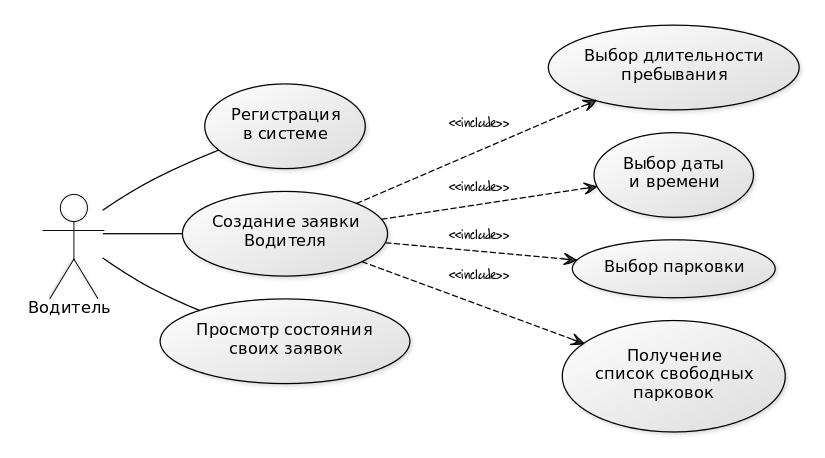 Водитель
Регистрация
в системе
Создание заявки
Водителя
Просмотр состояния
своих заявок
<<include>>
<<include>>
<<include>>
<<include>>
Выбор длительности
пребывания
Выбор даты
и времени
Выбор парковки
Получение
список свободных
парковок